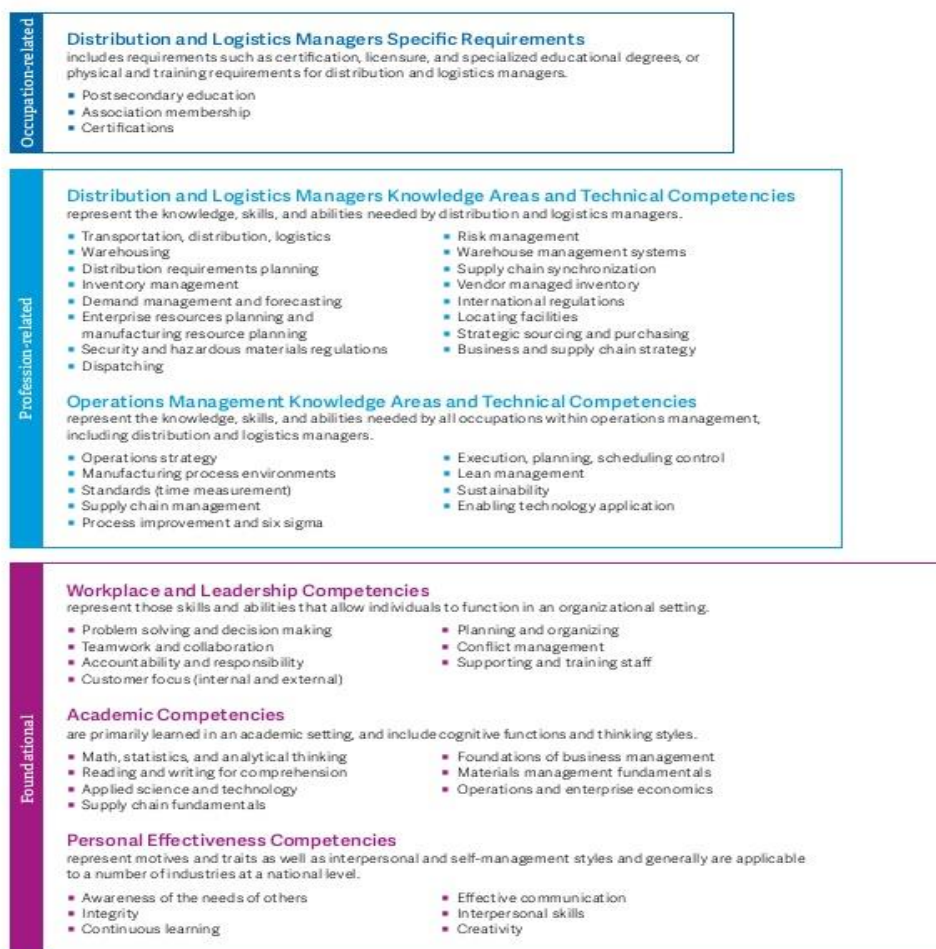 Occupation-related
Distribution and Logistics Managers Specific Requirements
includes requirements such as certification, licensure, and specialized educational degrees, or
physical and training requirements for distribution and logistics managers.
▪ Postsecondary education
▪ Association membership
▪ Certifications
Profession-related
Distribution and Logistics Managers Knowledge Areas and Technical Competencies
represent the knowledge, skills, and abilities needed by distribution and logistics managers.
▪ Transportation, distribution, logistics
▪ Warehousing
▪ Distribution requirements planning
▪ Inventory management
▪ Demand management and forecasting
▪ Enterprise resources planning and
manufacturing resource planning
▪ Security and hazardous materials regulations
▪ Dispatching
▪ Risk management
▪ Warehouse management systems
▪ Supply chain synchronization
▪ Vendor managed inventory
▪ International regulations
▪ Locating facilities
▪ Strategic sourcing and purchasing
▪ Business and supply chain strategy
Operations Management Knowledge Areas and Technical Competencies
represent the knowledge, skills, and abilities needed by all occupations within operations management,
including distribution and logistics managers.
▪ Operations strategy
▪ Manufacturing process environments
▪ Standards (time measurement)
▪ Supply chain management
▪ Process improvement and six sigma
▪ Execution, planning, scheduling control
▪ Lean management
▪ Sustainability
▪ Enabling technology application
Foundational
Workplace and Leadership Competencies
represent those skills and abilities that allow individuals to function in an organizational setting.
▪ Problem solving and decision making
▪ Teamwork and collaboration
▪ Accountability and responsibility
▪ Customer focus (internal and external)
▪ Planning and organizing
▪ Conflict management
▪ Supporting and training staff
Academic Competencies
are primarily learned in an academic setting, and include cognitive functions and thinking styles.
▪ Math, statistics, and analytical thinking
▪ Reading and writing for comprehension
▪ Applied science and technology
▪ Supply chain fundamentals
▪ Foundations of business management
▪ Materials management fundamentals
▪ Operations and enterprise economics
Personal Effectiveness Competencies
represent motives and traits as well as interpersonal and self-management styles and generally are applicable
to a number of industries at a national level.
▪ Awareness of the needs of others
▪ Integrity
▪ Continuous learning
▪ Effective communication
▪ Interpersonal skills
▪ Creativity